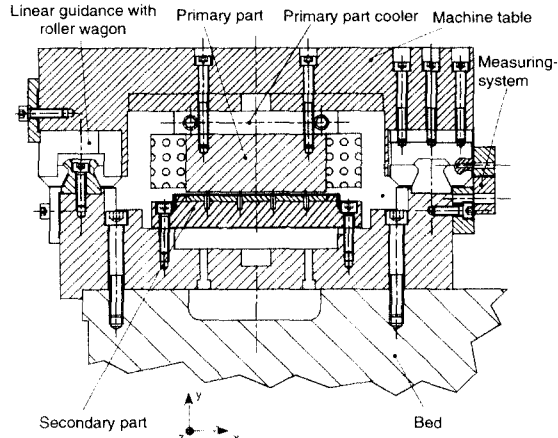 Linear guidance with
roller wagon
Primary part
Primary part cooler
Machine table
Measuring-
system
Secondary part
y
z
x
Bed